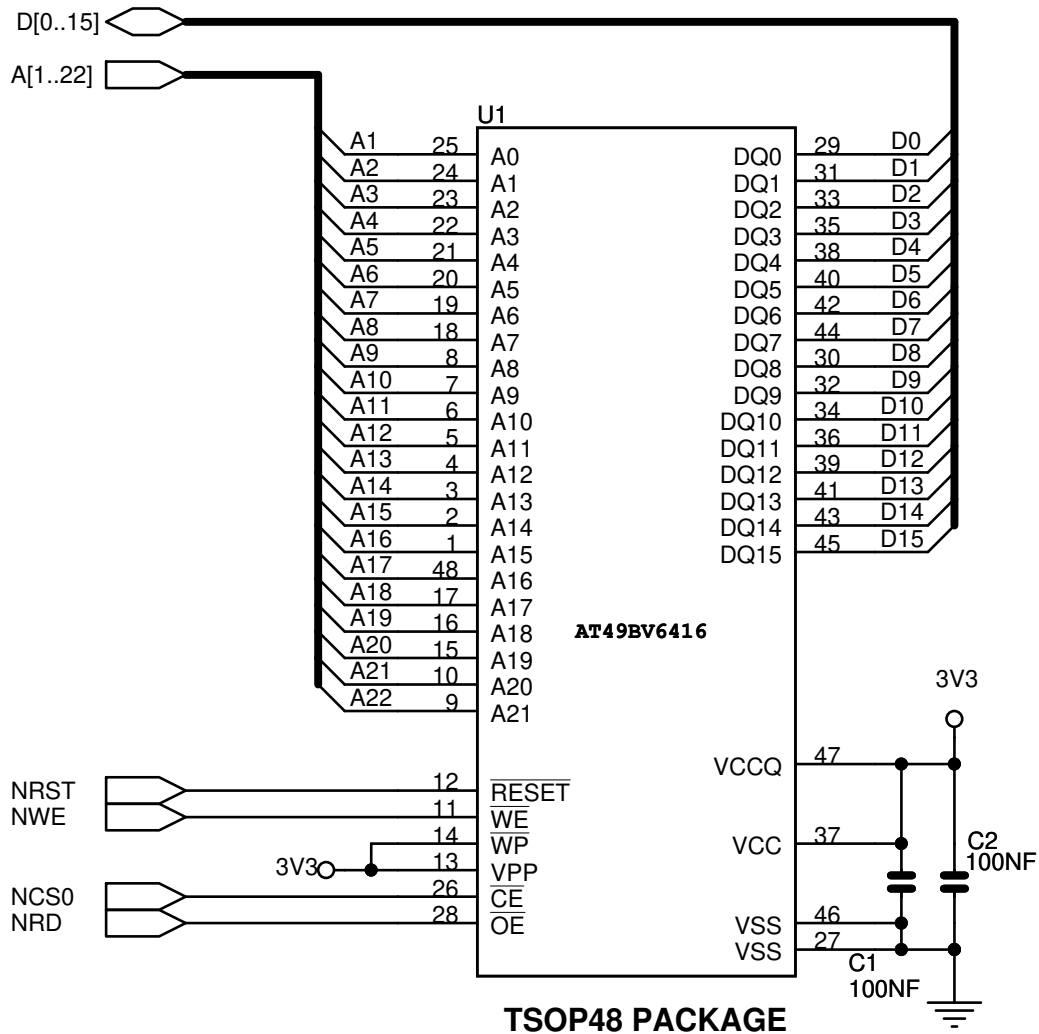 D[0..15]
A[1..22]
U1
A1 25 A0 DQ0 29 D0
A2 24 A1 DQ1 31 D1
A3 23 A2 DQ2 33 D2
A4 22 A3 DQ3 35 D3
A5 21 A4 DQ4 38 D4
A6 20 A5 DQ5 40 D5
A7 19 A6 DQ6 42 D6
A8 18 A7 DQ7 44 D7
A9 8 A8 DQ8 30 D8
A10 7 A9 DQ9 32 D9
A11 6 A10 DQ10 34 D10
A12 5 A11 DQ11 36 D11
A13 4 A12 DQ12 39 D12
A14 3 A13 DQ13 41 D13
A15 2 A14 DQ14 43 D14
A16 1 A15 DQ15 45 D15
A17 48 A16
A18 17 A17
A19 16 A18 AT49BV6416
A20 15 A19
A21 10 A20
A22 9 A21
3V3
VCCQ 47
NRST 12 RESET
NWE 11 WE
14 WP VCC 37 C2
3V3 13 VPP 100NF
NCS0 26 CE
NRD 28 OE VSS 46
VSS 27
C1
100NF
TSOP48 PACKAGE